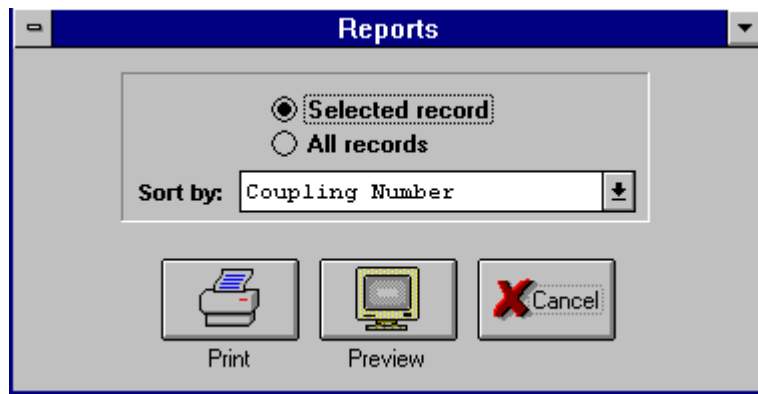 Reports
Selected record
All records
Sort by: Coupling Number
Cancel
Print Preview